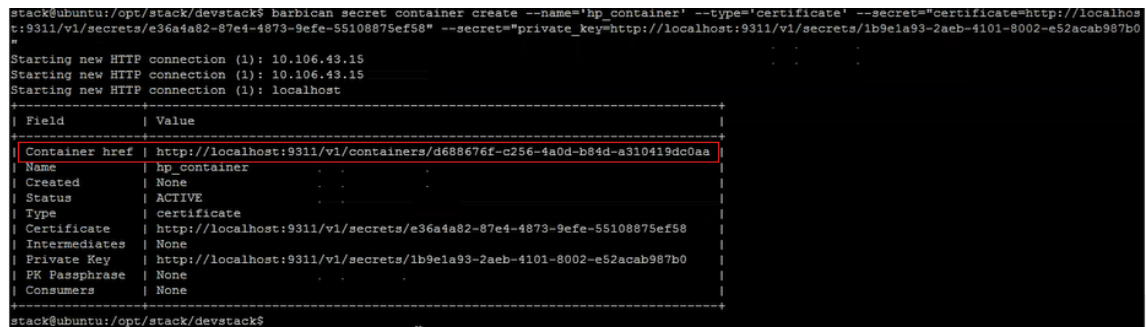 stack@ubuntu:/opt/stack/devstack$ barbican secret container create --name='hp_container' --type='certificate' --secret="certificate=http://localhos
t:9311/v1/secrets/e36a4a82-87e4-4873-9efe-55108875ef58" --secret="private_key=http://localhost:9311/v1/secrets/1b9e1a93-2aeb-4101-8002-e52acab987b0
"
Starting new HTTP connection (1): 10.106.43.15
Starting new HTTP connection (1): 10.106.43.15
Starting new HTTP connection (1): localhost
+---------------+-----------------------------------------------------------------------+
| Field | Value |
+---------------+-----------------------------------------------------------------------+
| Container href | http://localhost:9311/v1/containers/d688676f-c256-4a0d-b84d-a310419dc0aa |
| Name | hp_container |
| Created | None |
| Status | ACTIVE |
| Type | certificate |
| Certificate | http://localhost:9311/v1/secrets/e36a4a82-87e4-4873-9efe-55108875ef58 |
| Intermediates | None |
| Private Key | http://localhost:9311/v1/secrets/1b9e1a93-2aeb-4101-8002-e52acab987b0 |
| PK Passphrase | None |
| Consumers | None |
+---------------+-----------------------------------------------------------------------+
stack@ubuntu:/opt/stack/devstack$